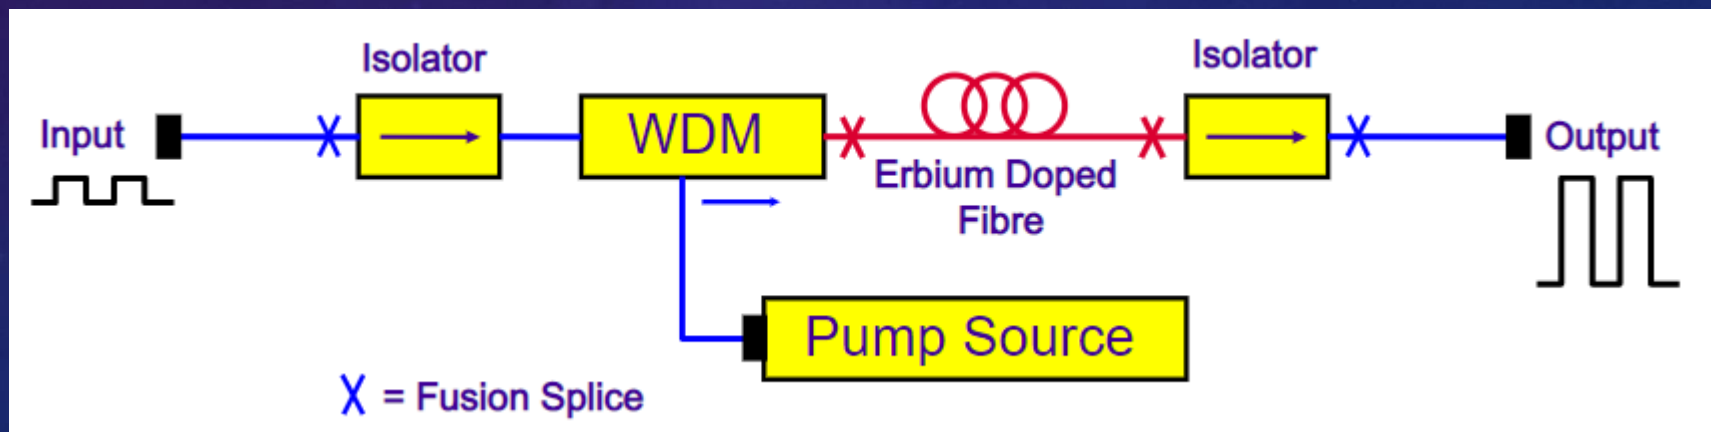 Isolator
Isolator
Input
WDM
Output
Erbium Doped
Fibre
Pump Source
X = Fusion Splice